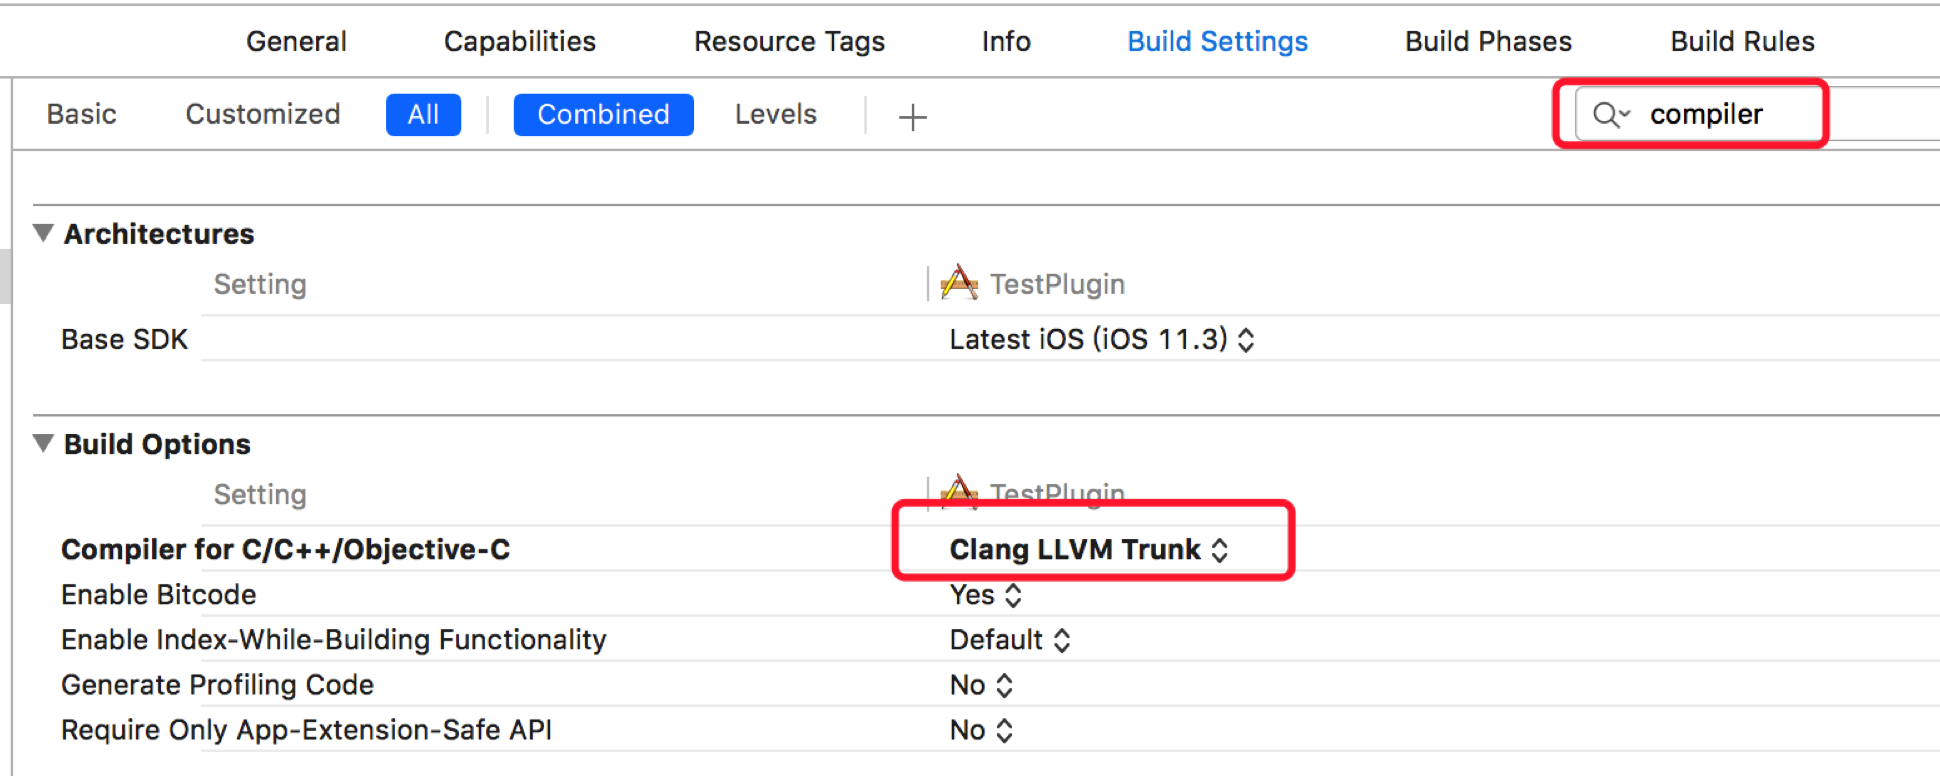 General Capabilities Resource Tags Info Build Settings Build Phases Build Rules
Basic Customized All Combined Levels + compiler
Architectures
Setting TestPlugin
Base SDK Latest iOS (iOS 11.3)
Build Options
Setting TestPlugin
Compiler for C/C++/Objective-C Clang LLVM Trunk
Enable Bitcode Yes
Enable Index-While-Building Functionality Default
Generate Profiling Code No
Require Only App-Extension-Safe API No